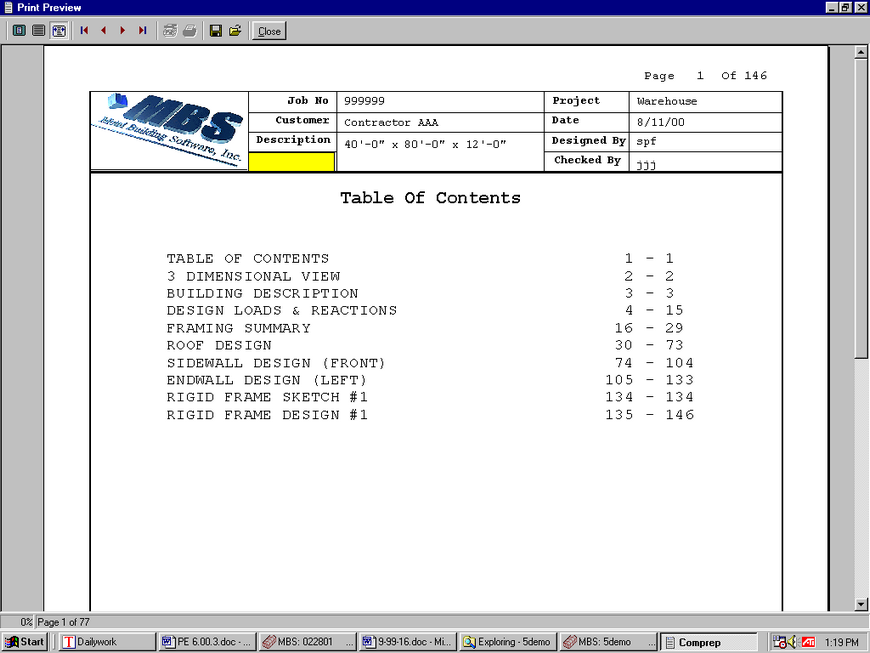 Print Preview
Close
Page 1 Of 146
MBS
Metal Building Software, Inc.
Job No 999999 Project Warehouse
Customer Contractor AAA Date 8/11/00
Description 40'-0" x 80'-0" x 12'-0" Designed By spf
Checked By jjj
Table Of Contents
TABLE OF CONTENTS 1 - 1
3 DIMENSIONAL VIEW 2 - 2
BUILDING DESCRIPTION 3 - 3
DESIGN LOADS & REACTIONS 4 - 15
FRAMING SUMMARY 16 - 29
ROOF DESIGN 30 - 73
SIDEWALL DESIGN (FRONT) 74 - 104
ENDWALL DESIGN (LEFT) 105 - 133
RIGID FRAME SKETCH #1 134 - 134
RIGID FRAME DESIGN #1 135 - 146
0% Page 1 of 77
Start Dailywork PE 6.00.3.doc - ... MBS: 022801 ... 9-99-16.doc - Mi... Exploring - 5demo MBS: 5demo ... Comprep 1:19 PM